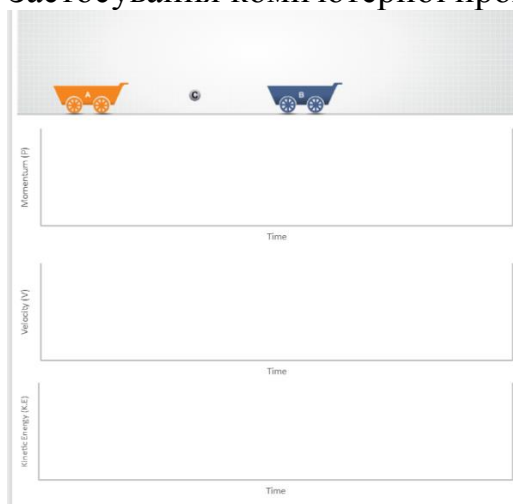 A
C
B
Momentum (P)
Time
Velocity (V)
Time
Kinetic Energy (K.E)
Time